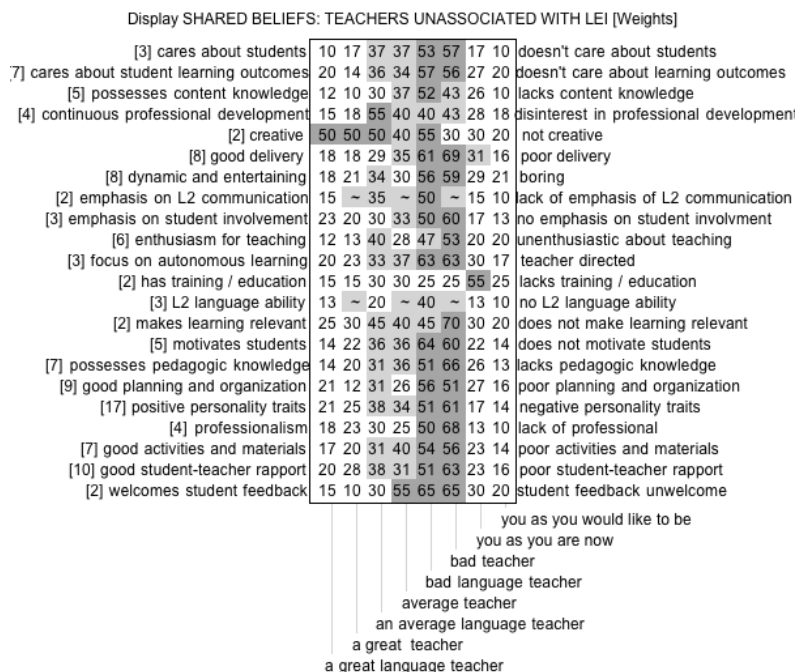 Display SHARED BELIEFS: TEACHERS UNASSOCIATED WITH LEI [Weights]
[3] cares about students 10 17 37 37 53 57 17 10 doesn't care about students
7] cares about student learning outcomes 20 14 36 34 57 56 27 20 doesn't care about learning outcomes
[5] possesses content knowledge 12 10 30 37 52 43 26 10 lacks content knowledge
[4] continuous professional development 15 18 55 40 40 43 28 18 disinterest in professional development
[2] creative 50 50 50 40 55 30 30 20 not creative
[8] good delivery 18 18 29 35 61 69 31 16 poor delivery
[8] dynamic and entertaining 18 21 34 30 56 59 29 21 boring
[2] emphasis on L2 communication 15 ~ 35 ~ 50 ~ 15 10 lack of emphasis of L2 communication
[3] emphasis on student involvement 23 20 30 33 50 60 17 13 no emphasis on student involvment
[6] enthusiasm for teaching 12 13 40 28 47 53 20 20 unenthusiastic about teaching
[3] focus on autonomous learning 20 23 33 37 63 63 30 17 teacher directed
[2] has training / education 15 15 30 30 25 25 55 25 lacks training / education
[3] L2 language ability 13 ~ 20 ~ 40 ~ 13 10 no L2 language ability
[2] makes learning relevant 25 30 45 40 45 70 30 20 does not make learning relevant
[5] motivates students 14 22 36 36 64 60 22 14 does not motivate students
[7] possesses pedagogic knowledge 14 20 31 36 51 66 26 13 lacks pedagogic knowledge
[9] good planning and organization 21 12 31 26 56 51 27 16 poor planning and organization
[17] positive personality traits 21 25 38 34 51 61 17 14 negative personality traits
[4] professionalism 18 23 30 25 50 68 13 10 lack of professional
[7] good activities and materials 17 20 31 40 54 56 23 14 poor activities and materials
[10] good student-teacher rapport 20 28 38 31 51 63 23 16 poor student-teacher rapport
[2] welcomes student feedback 15 10 30 55 65 65 30 20 student feedback unwelcome
you as you would like to be
you as you are now
bad teacher
bad language teacher
average teacher
an average language teacher
a great teacher
a great language teacher